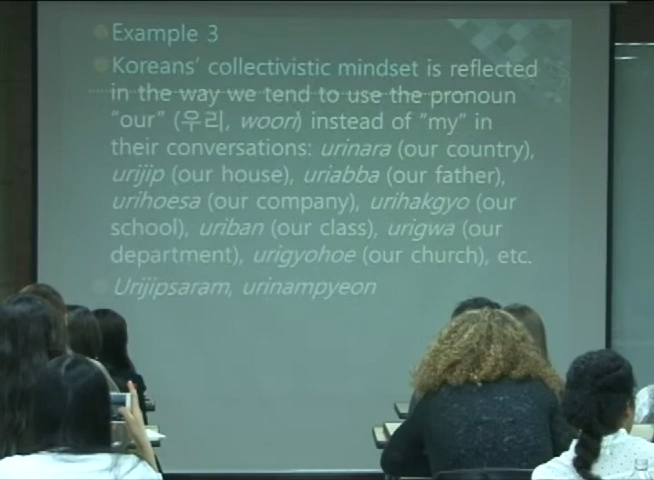 Example 3
Koreans' collectivistic mindset is reflected
in the way we tend to use the pronoun
"our" (우리, woori) instead of "my" in
their conversations: urinara (our country),
urijip (our house), uriabba (our father),
urihoesa (our company), urihakgyo (our
school), uriban (our class), urigwa (our
department), urigyohoe (our church), etc.
Urijipsaram, urinampyeon